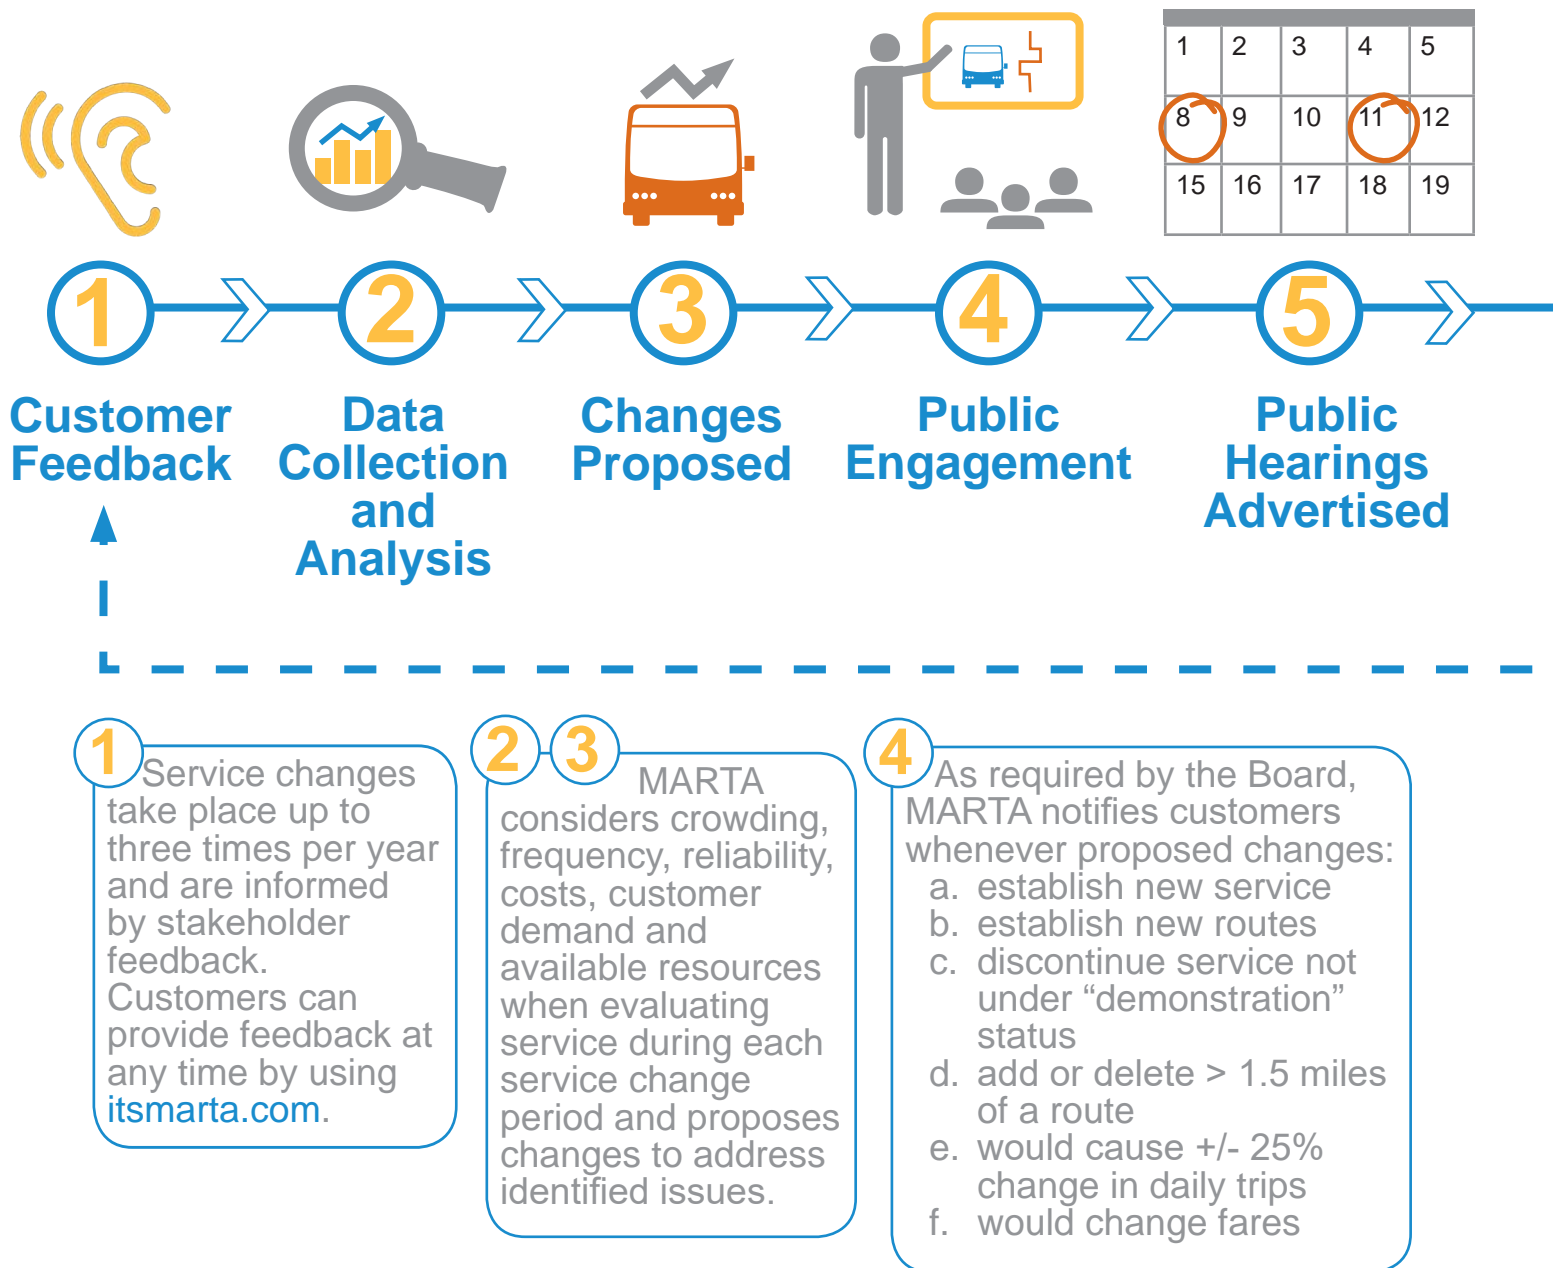 1 2 3 4 5
8 9 10 11 12
15 16 17 18 19
1 2 3 4 5
Customer
Feedback
Data
Collection
and
Analysis
Changes
Proposed
Public
Engagement
Public
Hearings
Advertised
1
Service changes
take place up to
three times per year
and are informed
by stakeholder
feedback.
Customers can
provide feedback at
any time by using
itsmarta.com.
2 3
MARTA
considers crowding,
frequency, reliability,
costs, customer
demand and
available resources
when evaluating
service during each
service change
period and proposes
changes to address
identified issues.
4
As required by the Board,
MARTA notifies customers
whenever proposed changes:
a. establish new service
b. establish new routes
c. discontinue service not
under “demonstration”
status
d. add or delete > 1.5 miles
of a route
e. would cause +/- 25%
change in daily trips
f. would change fares